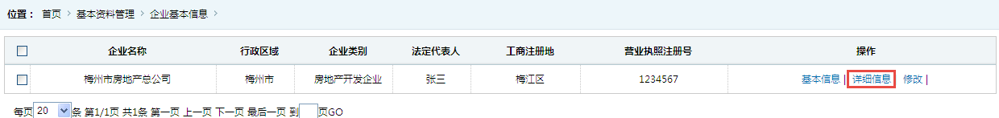 位置： 首页 > 基本资料管理 > 企业基本信息 >
企业名称 行政区域 企业类别 法定代表人 工商注册地 营业执照注册号 操作
梅州市房地产总公司 梅州市 房地产开发企业 张三 梅江区 1234567 基本信息 | 详细信息 修改 |
每页20条 第1/1页 共1条 第一页 上一页 下一页 最后一页 到 页GO